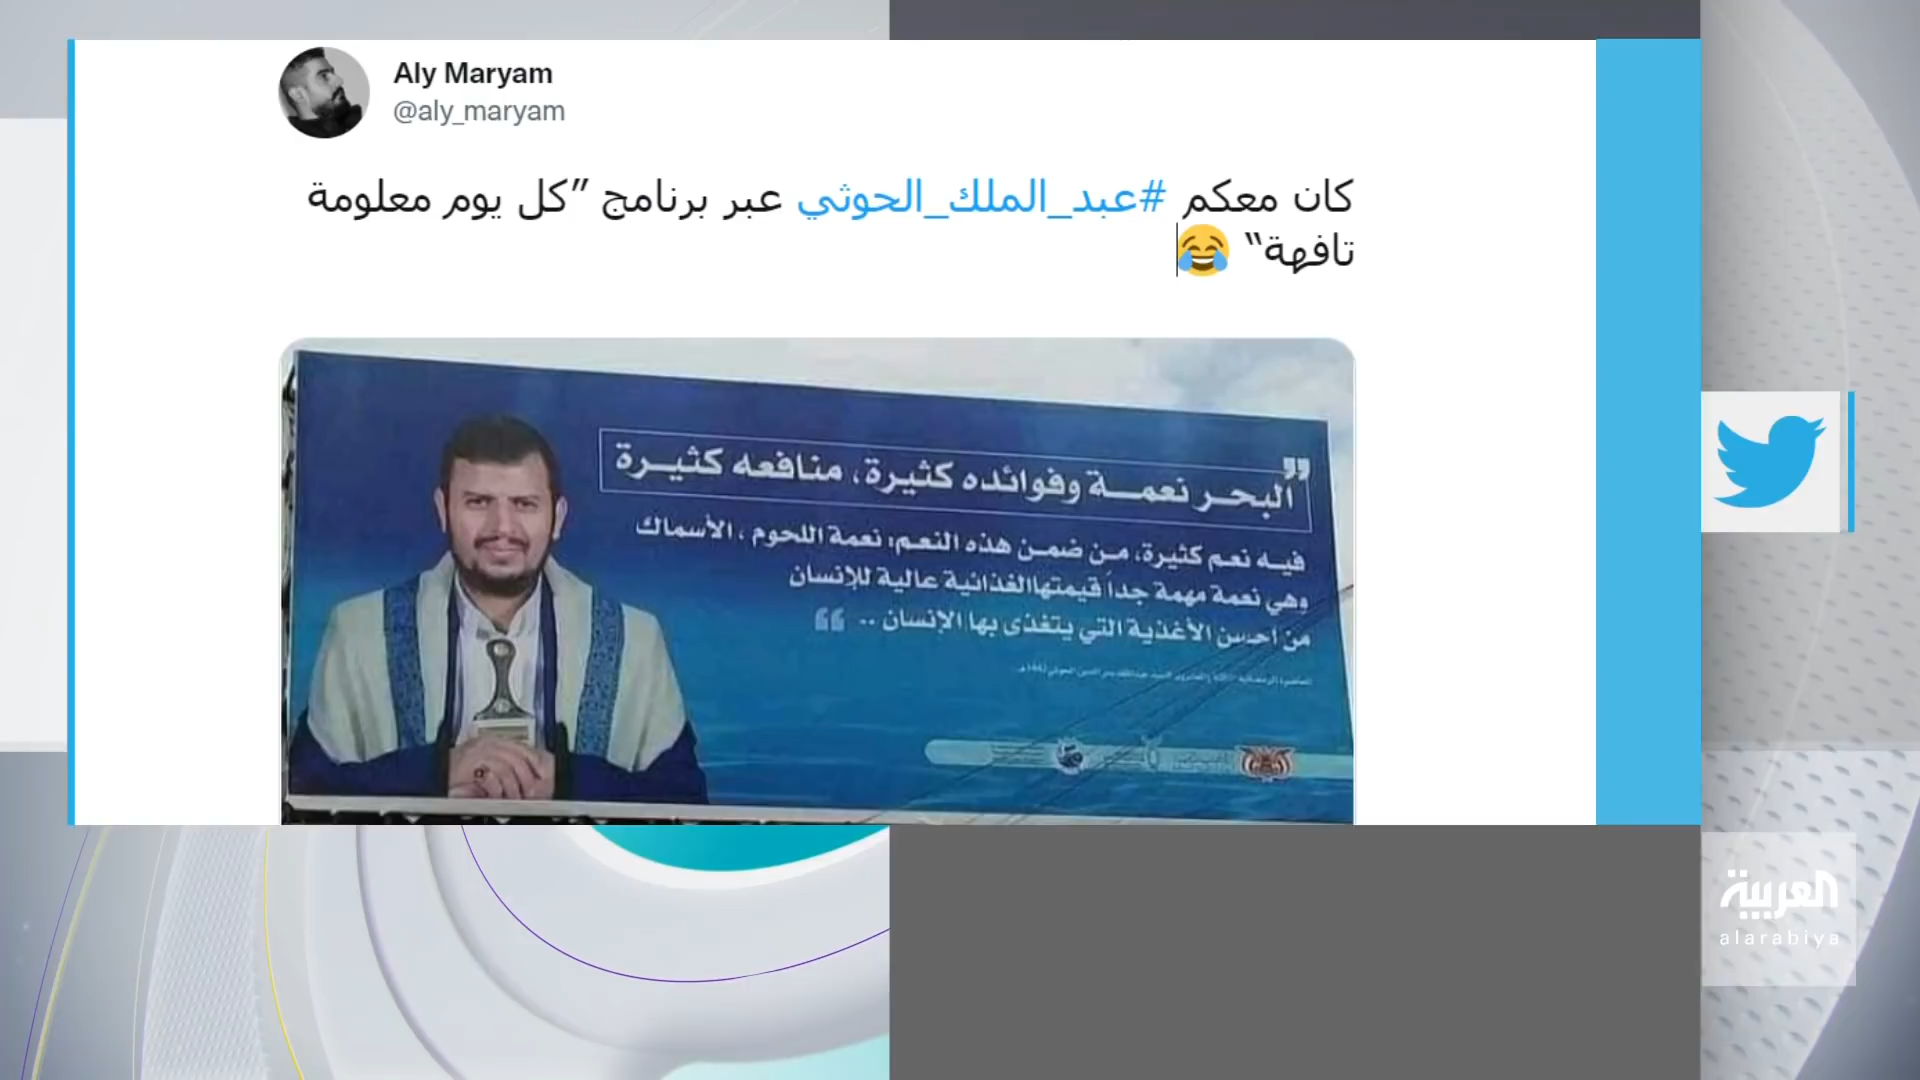 Aly Maryam
@aly_maryam
كان معكم #عبد_الملك_الحوثي عبر برنامج ”كل يوم معلومة
تافهة‟ 😂
” البحر نعمة وفوائده كثيرة، منافعه كثيرة
فيه نعم كثيرة، من ضمن هذه النعم: نعمة اللحوم ، الأسماك
وهي نعمة مهمة جداً قيمتها الغذائية عالية للإنسان
من أحسن الأغذية التي يتغذى بها الإنسان .. “
العربية
alarabiya